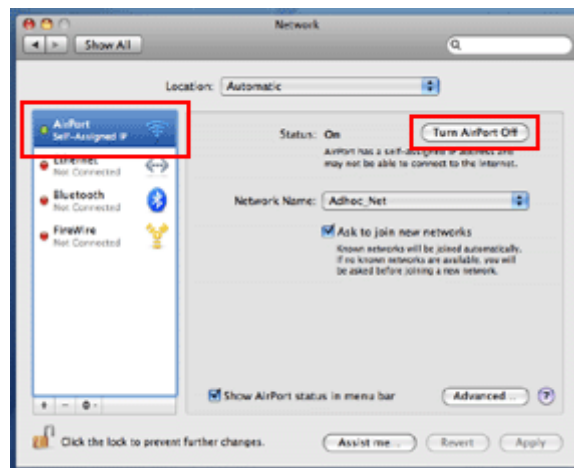 Network
Show All
Location: Automatic
AirPort
Self-Assigned IP
Status: On
Turn AirPort Off
AirPort has a self-assigned IP address and
may not be able to connect to the Internet.
Ethernet
Not Connected
Bluetooth
Not Connected
FireWire
Not Connected
Network Name: Adhoc_Net
Ask to join new networks
Known networks will be joined automatically.
If no known networks are available, you will
be asked before joining a new network.
Show AirPort status in menu bar
Advanced...
?
Click the lock to prevent further changes.
Assist me...
Revert
Apply